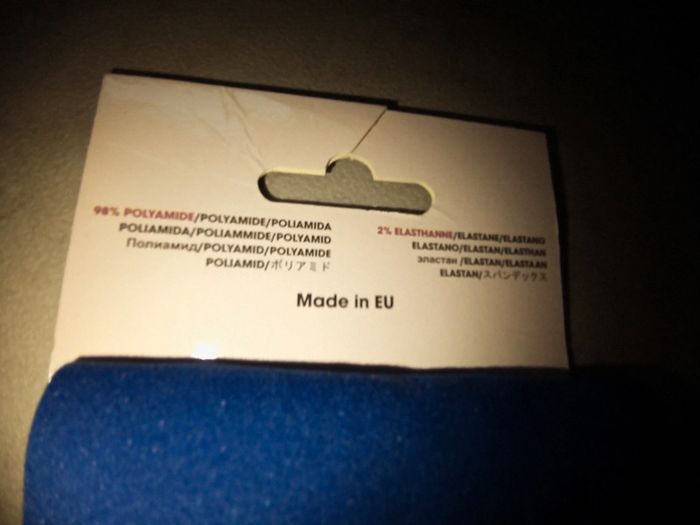 98% POLYAMIDE/POLYAMIDE/POLIAMIDA
POLIAMIDA/POLIAMMIDE/POLYAMID
Полиамид/POLYAMID/POLYAMIDE
POLIAMID/ポリアミド
2% ELASTHANNE/ELASTANE/ELASTANO
ELASTANO/ELASTAN/ELASTHAN
эластан /ELASTAN/ELASTAAN
ELASTAN/スパンデックス
Made in EU